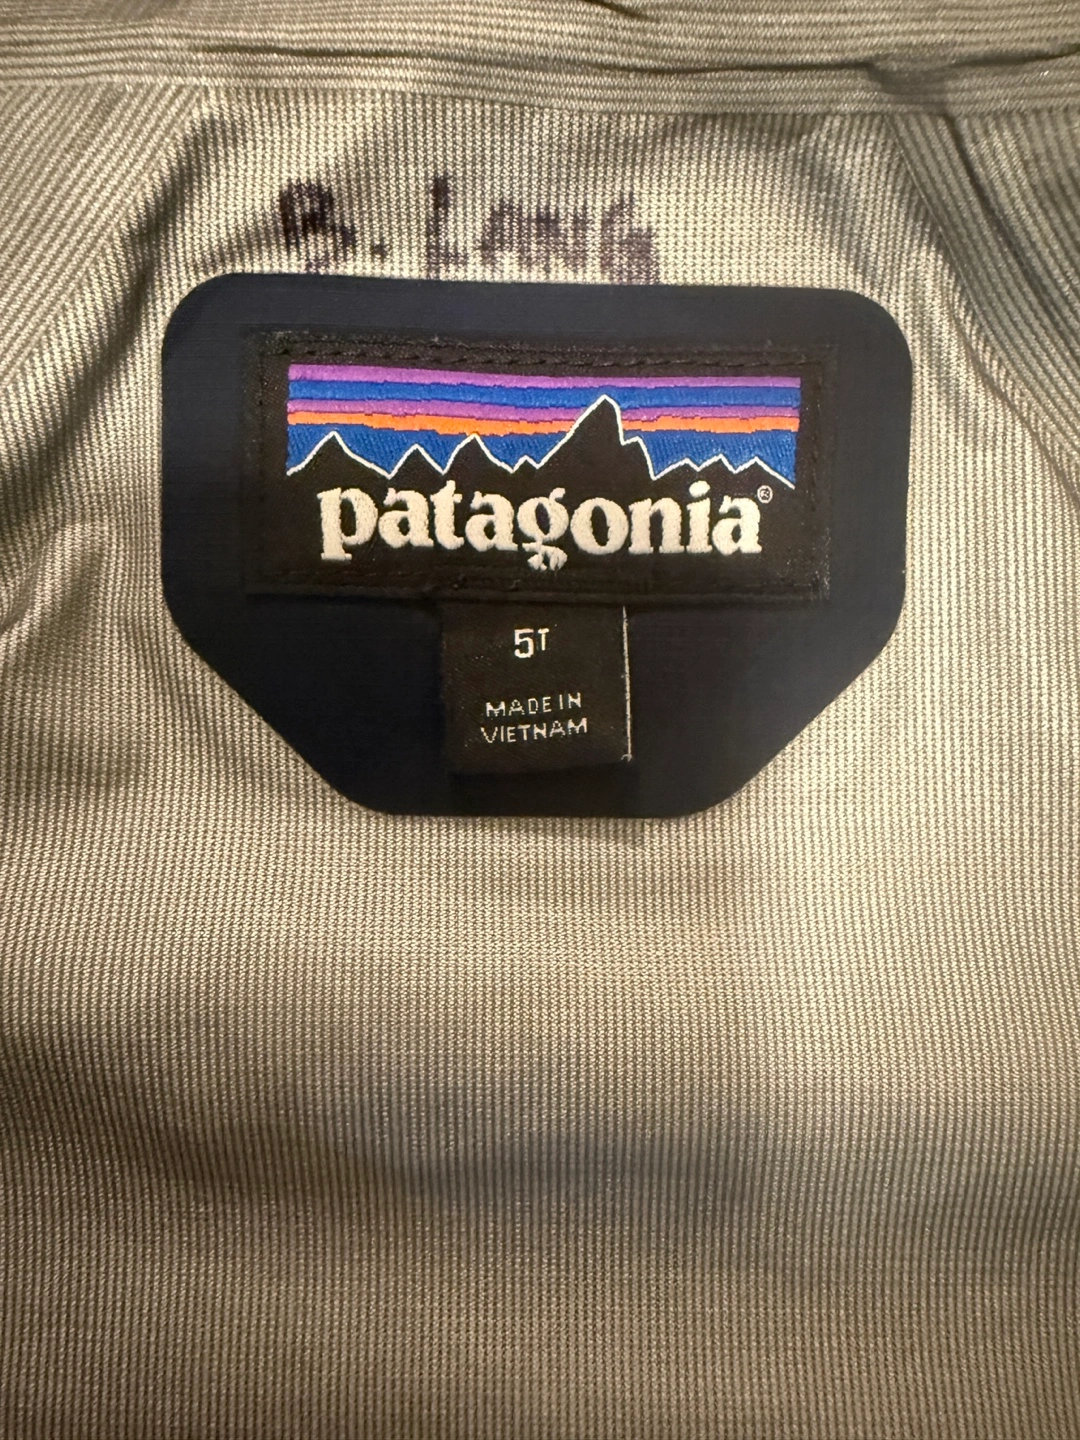 B. LANG
patagonia®
5T
MADE IN
VIETNAM